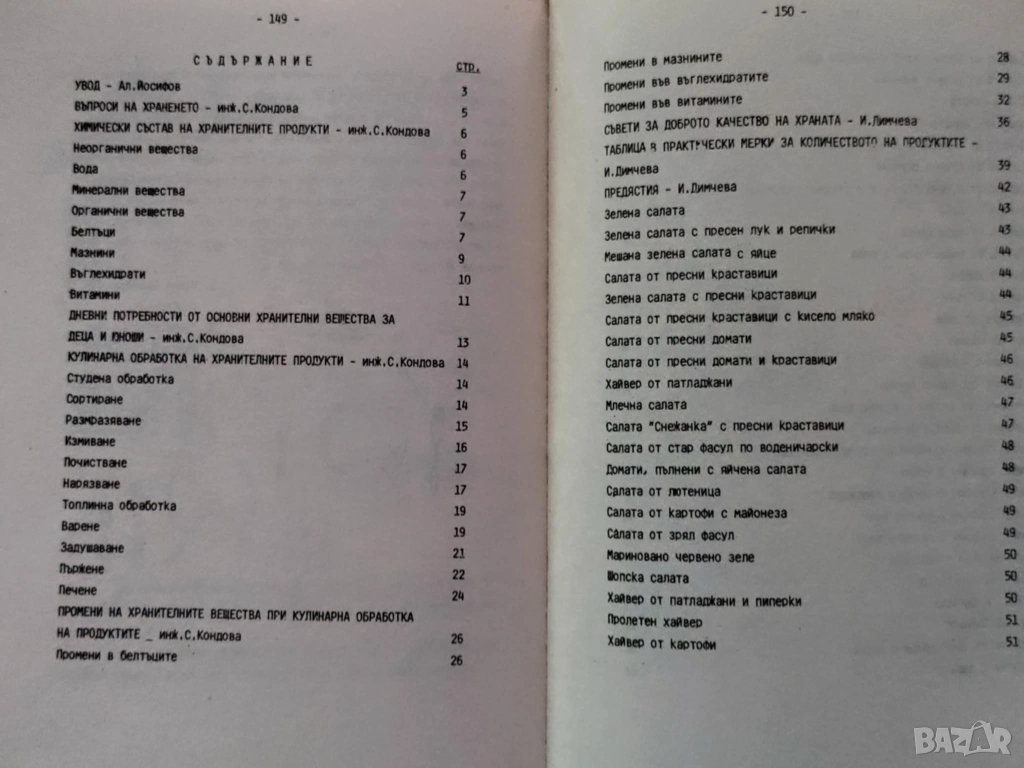 - 149 -
СЪДЪРЖАНИЕ
стр.
УВОД - Ал.Йосифов 3
ВЪПРОСИ НА ХРАНЕНЕТО - инж.С.Кондова 5
ХИМИЧЕСКИ СЪСТАВ НА ХРАНИТЕЛНИТЕ ПРОДУКТИ - инж.С.Кондова 6
Неорганични вещества 6
Вода 6
Минерални вещества 7
Органични вещества 7
Белтъци 7
Мазнини 9
Въглехидрати 10
Витамини 11
ДНЕВНИ ПОТРЕБНОСТИ ОТ ОСНОВНИ ХРАНИТЕЛНИ ВЕЩЕСТВА ЗА
ДЕЦА И ЮНОШИ - инж.С.Кондова 13
КУЛИНАРНА ОБРАБОТКА НА ХРАНИТЕЛНИТЕ ПРОДУКТИ - инж.С.Кондова 14
Студена обработка 14
Сортиране 14
Размразяване 15
Измиване 16
Почистване 17
Нарязване 17
Топлинна обработка 19
Варене 19
Задушаване 21
Пържене 22
Печене 24
ПРОМЕНИ НА ХРАНИТЕЛНИТЕ ВЕЩЕСТВА ПРИ КУЛИНАРНА ОБРАБОТКА
НА ПРОДУКТИТЕ _ инж.С.Кондова 26
Промени в белтъците 26
- 150 -
Промени в мазнините 28
Промени във въглехидратите 29
Промени във витамините 32
СЪВЕТИ ЗА ДОБРОТО КАЧЕСТВО НА ХРАНАТА - И.Димчева 36
ТАБЛИЦА В ПРАКТИЧЕСКИ МЕРКИ ЗА КОЛИЧЕСТВОТО НА ПРОДУКТИТЕ -
И.Димчева 39
ПРЕДЯСТИЯ - И.Димчева 42
Зелена салата 43
Зелена салата с пресен лук и репички 43
Мешана зелена салата с яйце 44
Салата от пресни краставици 44
Зелена салата с пресни краставици 44
Салата от пресни краставици с кисело мляко 45
Салата от пресни домати 45
Салата от пресни домати и краставици 46
Хайвер от патладжани 46
Млечна салата 47
Салата "Снежанка" с пресни краставици 47
Салата от стар фасул по воденичарски 48
Домати, пълнени с яйчена салата 48
Салата от лютеница 49
Салата от картофи с майонеза 49
Салата от зрял фасул 49
Мариновано червено зеле 50
Шопска салата 50
Хайвер от патладжани и пиперки 50
Пролетен хайвер 51
Хайвер от картофи 51
BAZAR